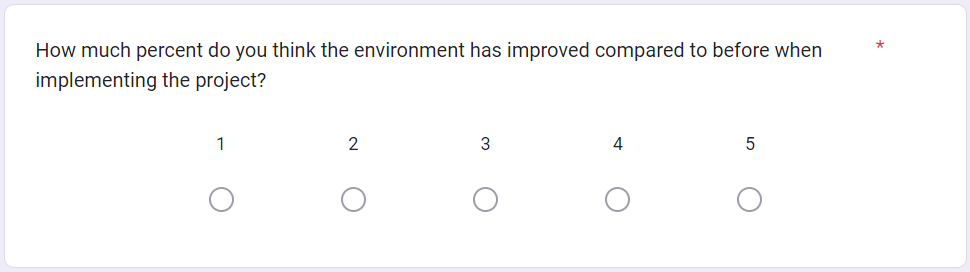 How much percent do you think the environment has improved compared to before when *
implementing the project?
1 2 3 4 5